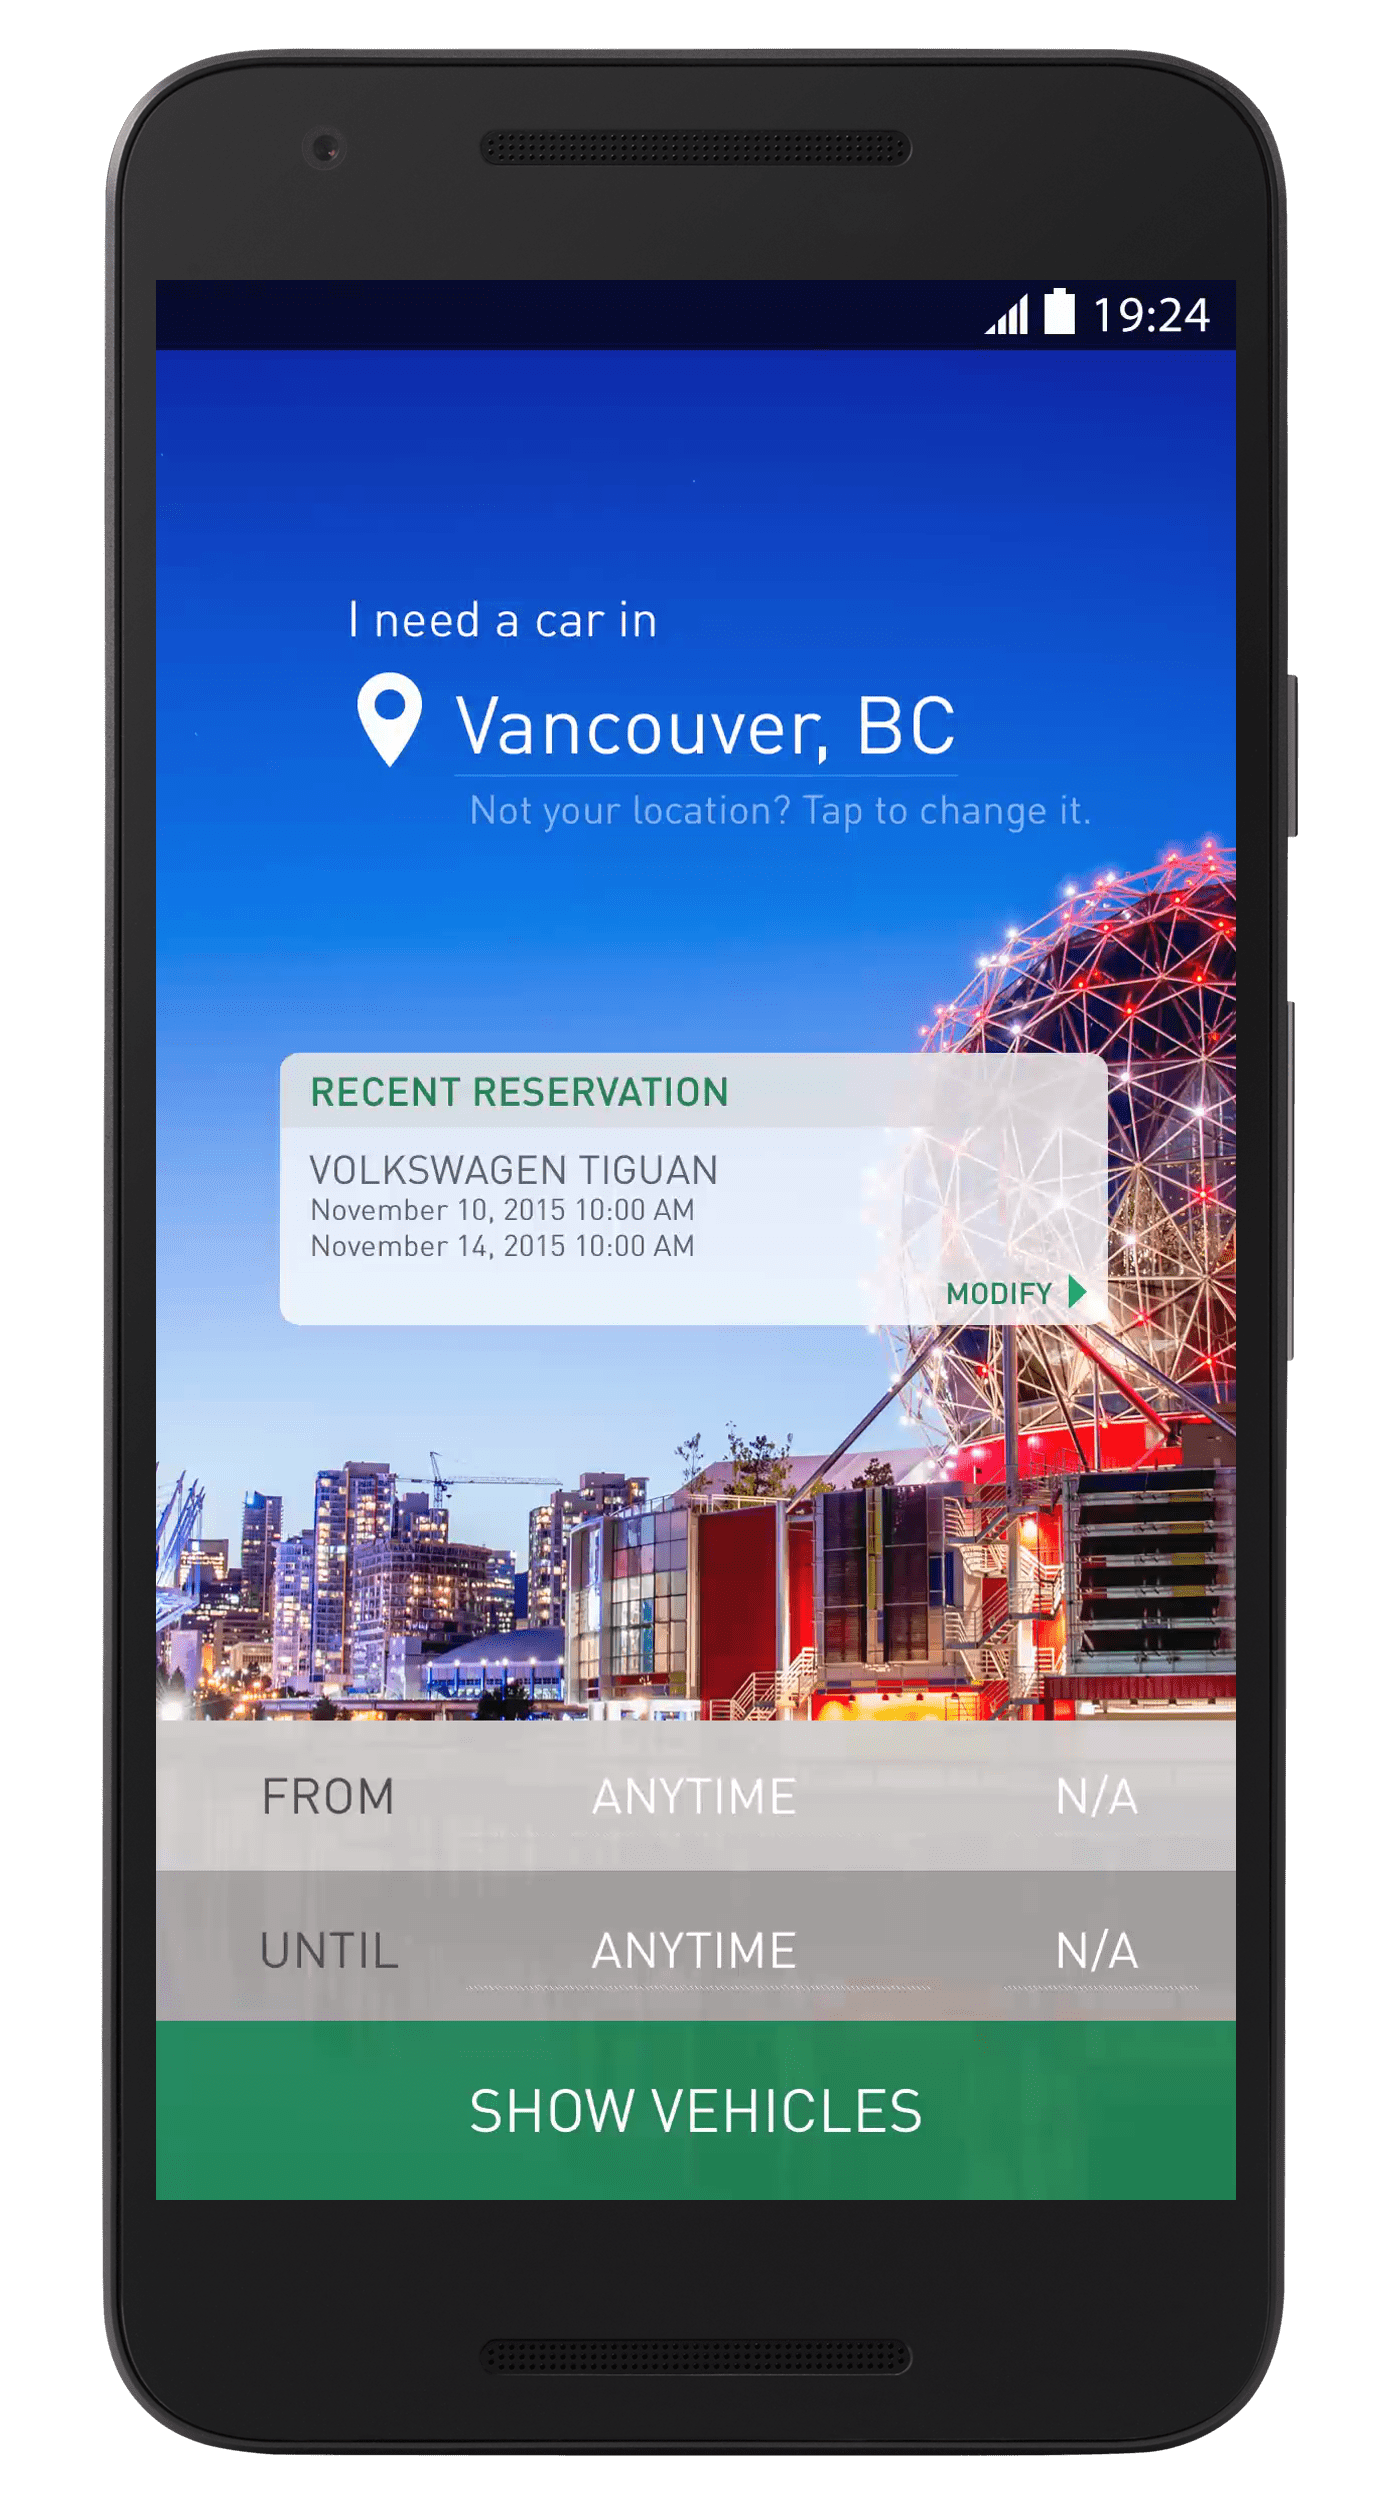 19:24
I need a car in
Vancouver, BC
Not your location? Tap to change it.
RECENT RESERVATION
VOLKSWAGEN TIGUAN
November 10, 2015 10:00 AM
November 14, 2015 10:00 AM
MODIFY
FROM ANYTIME N/A
UNTIL ANYTIME N/A
SHOW VEHICLES